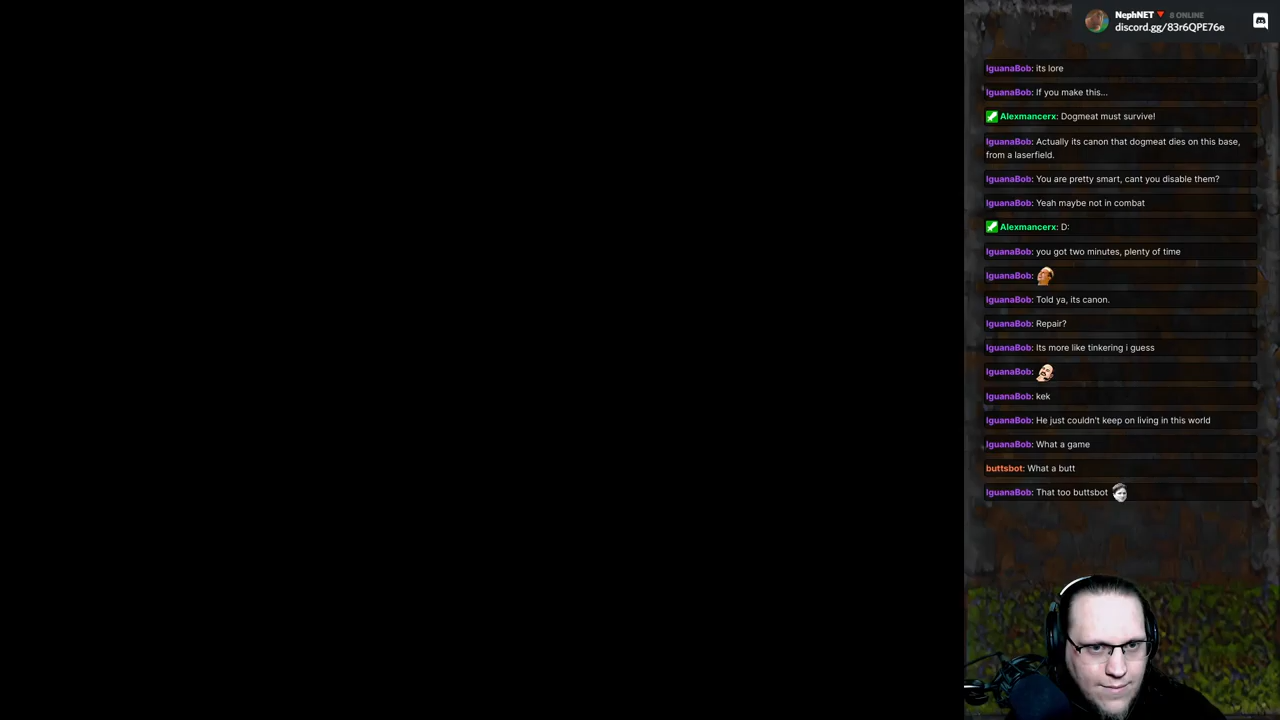 NephNET 8 ONLINE
discord.gg/83r6QPE76e
IguanaBob: its lore
IguanaBob: If you make this...
Alexmancerx: Dogmeat must survive!
IguanaBob: Actually its canon that dogmeat dies on this base,
from a laserfield.
IguanaBob: You are pretty smart, cant you disable them?
IguanaBob: Yeah maybe not in combat
Alexmancerx: D:
IguanaBob: you got two minutes, plenty of time
IguanaBob:
IguanaBob: Told ya, its canon.
IguanaBob: Repair?
IguanaBob: Its more like tinkering i guess
IguanaBob:
IguanaBob: kek
IguanaBob: He just couldn't keep on living in this world
IguanaBob: What a game
buttsbot: What a butt
IguanaBob: That too buttsbot